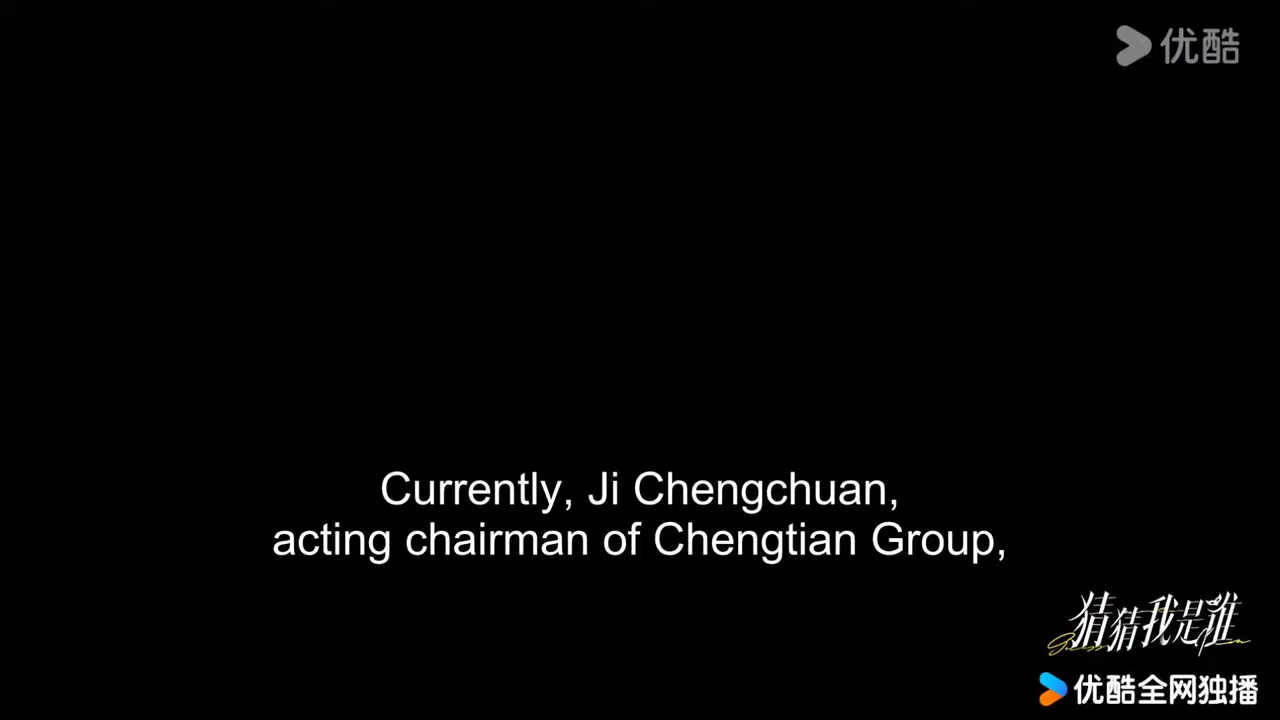 优酷
Currently, Ji Chengchuan,
acting chairman of Chengtian Group,
猜猜我是谁
优酷全网独播